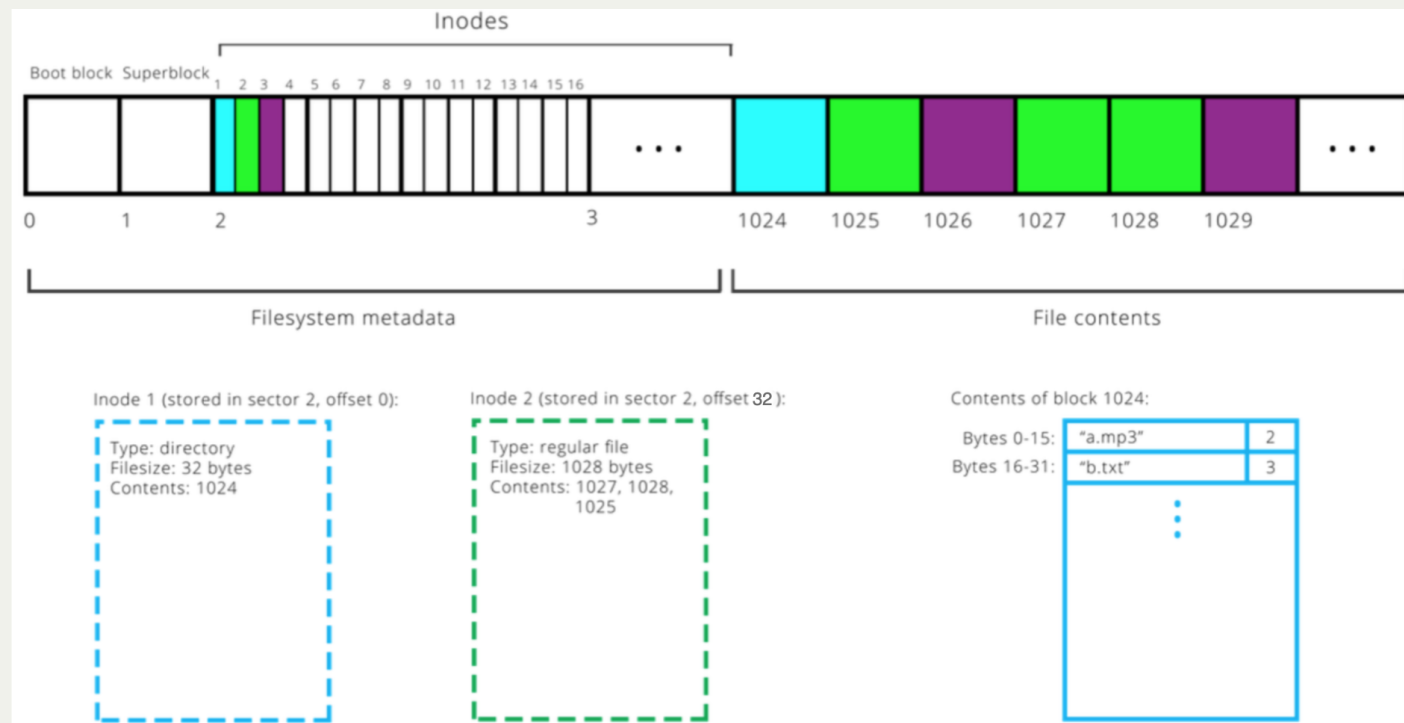 Inodes
Boot block Superblock
1 2 3 4 5 6 7 8 9 10 11 12 13 14 15 16
0 1 2 3 1024 1025 1026 1027 1028 1029
Filesystem metadata
File contents
Inode 1 (stored in sector 2, offset 0):
Type: directory
Filesize: 32 bytes
Contents: 1024
Inode 2 (stored in sector 2, offset 32):
Type: regular file
Filesize: 1028 bytes
Contents: 1027, 1028,
1025
Contents of block 1024:
Bytes 0-15: “a.mp3” 2
Bytes 16-31: “b.txt” 3